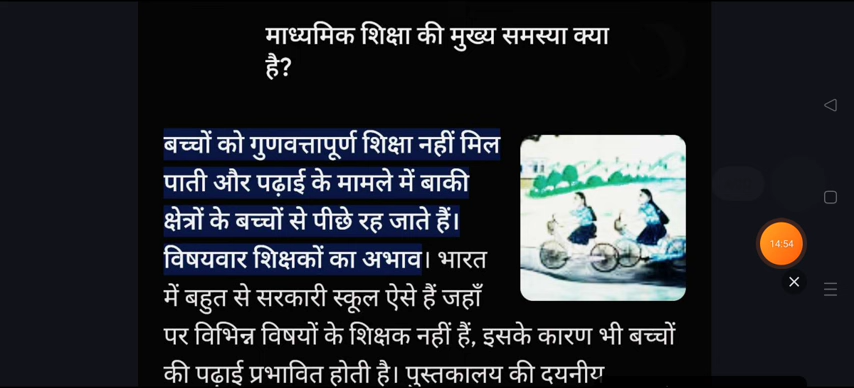 माध्यमिक शिक्षा की मुख्य समस्या क्या
है?
बच्चों को गुणवत्तापूर्ण शिक्षा नहीं मिल
पाती और पढ़ाई के मामले में बाकी
क्षेत्रों के बच्चों से पीछे रह जाते हैं।
विषयवार शिक्षकों का अभाव। भारत
में बहुत से सरकारी स्कूल ऐसे हैं जहाँ
पर विभिन्न विषयों के शिक्षक नहीं हैं, इसके कारण भी बच्चों
की पढ़ाई प्रभावित होती है। पुस्तकालय की दयनीय
14:54